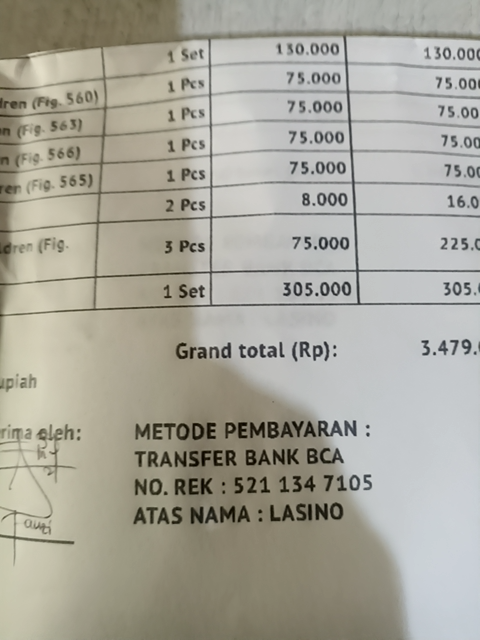 1 Set 130.000 130.000
dren (Fig. 560) 1 Pcs 75.000 75.000
n (Fig. 563) 1 Pcs 75.000 75.00
n (Fig. 566) 1 Pcs 75.000 75.00
ren (Fig. 565) 1 Pcs 75.000 75.0
2 Pcs 8.000 16.0
ldren (Fig. 3 Pcs 75.000 225.0
1 Set 305.000 305.
Grand total (Rp): 3.479.0
upiah
rima oleh:
METODE PEMBAYARAN :
TRANSFER BANK BCA
NO. REK : 521 134 7105
ATAS NAMA : LASINO